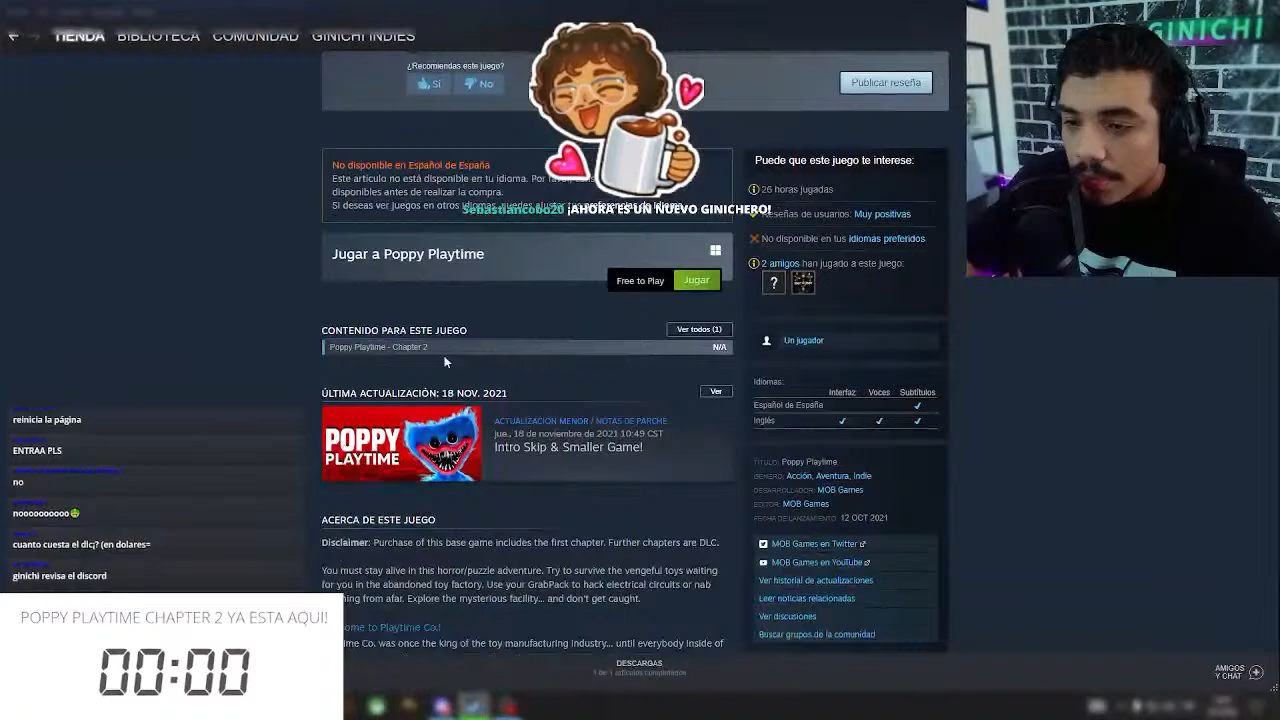 TIENDA BIBLIOTECA COMUNIDAD GINICHI INDIES
GINICHI
¿Recomiendas este juego?
Sí No
Publicar reseña
No disponible en Español de España
Este artículo no está disponible en tu idioma. Por
disponibles antes de realizar la compra.
Si deseas ver juegos en otros idiomas, puedes ajustar tus preferencias de idioma.
Sebastiancobo20 ¡AHORA ES UN NUEVO GINICHERO!
Puede que este juego te interese:
26 horas jugadas
Reseñas de usuarios: Muy positivas
No disponible en tus idiomas preferidos
2 amigos han jugado a este juego:
?
Jugar a Poppy Playtime
Free to Play Jugar
CONTENIDO PARA ESTE JUEGO Ver todos (1)
Poppy Playtime - Chapter 2 N/A
Un jugador
ÚLTIMA ACTUALIZACIÓN: 18 NOV. 2021 Ver
POPPY
PLAYTIME
ACTUALIZACIÓN MENOR / NOTAS DE PARCHE
jue., 18 de noviembre de 2021 10:49 CST
Intro Skip & Smaller Game!
Idiomas:
Interfaz Voces Subtítulos
Español de España ✓
Inglés ✓ ✓ ✓
TÍTULO: Poppy Playtime
GÉNERO: Acción, Aventura, Indie
DESARROLLADOR: MOB Games
EDITOR: MOB Games
FECHA DE LANZAMIENTO: 12 OCT 2021
MOB Games en Twitter
MOB Games en YouTube
Ver historial de actualizaciones
Leer noticias relacionadas
Ver discusiones
Buscar grupos de la comunidad
ACERCA DE ESTE JUEGO
Disclaimer: Purchase of this base game includes the first chapter. Further chapters are DLC.
You must stay alive in this horror/puzzle adventure. Try to survive the vengeful toys waiting
for you in the abandoned toy factory. Use your GrabPack to hack electrical circuits or nab
from afar. Explore the mysterious facility... and don't get caught.
to Playtime Co.!
Co. was once the king of the toy manufacturing industry... until everybody inside of
reinicia la página
ENTRAA PLS
no
noooooooooo🤢
cuanto cuesta el dlc¡? (en dolares=
ginichi revisa el discord
POPPY PLAYTIME CHAPTER 2 YA ESTA AQUI!
00:00
DESCARGAS
1 de 1 artículos completados
AMIGOS
Y CHAT